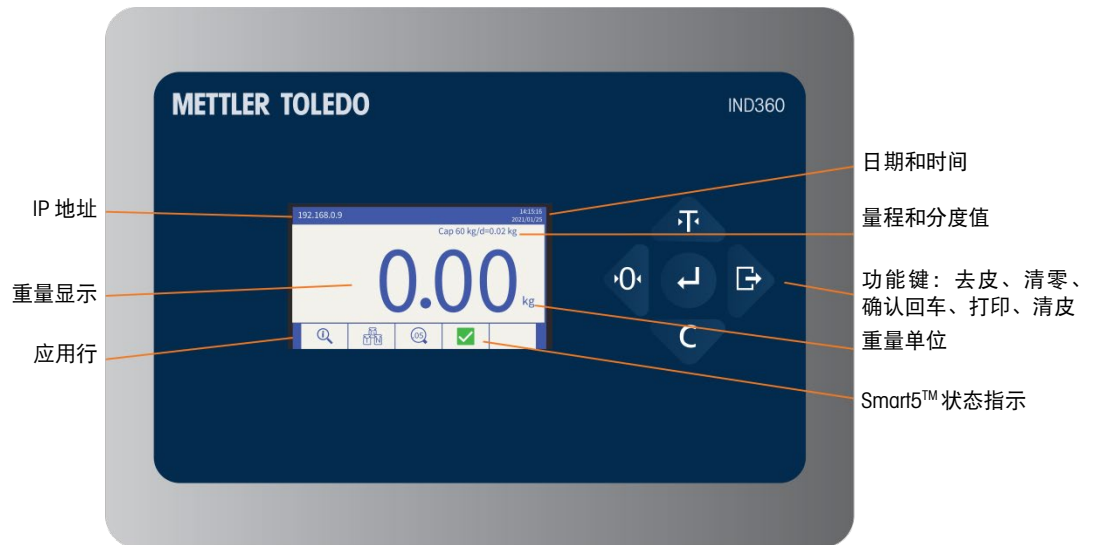 METTLER TOLEDO
IND360
IP 地址
重量显示
应用行
192.168.0.9
14:15:16
2021/01/25
Cap 60 kg/d=0.02 kg
0.00
kg
.05
T
0
C
日期和时间
量程和分度值
功能键：去皮、清零、
确认回车、打印、清皮
重量单位
Smart5TM 状态指示